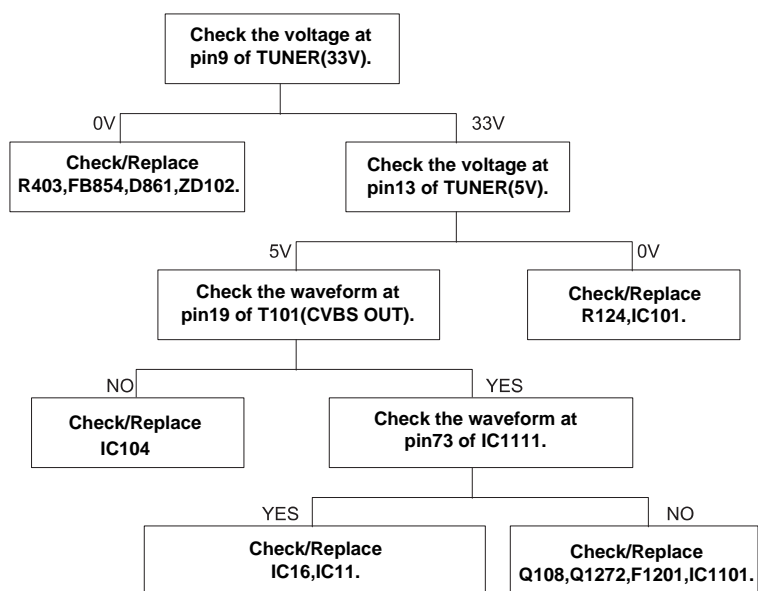 Check the voltage at
pin9 of TUNER(33V).
0V
33V
Check/Replace
R403,FB854,D861,ZD102.
Check the voltage at
pin13 of TUNER(5V).
5V
0V
Check the waveform at
pin19 of T101(CVBS OUT).
Check/Replace
R124,IC101.
NO
YES
Check/Replace
IC104
Check the waveform at
pin73 of IC1111.
YES
NO
Check/Replace
IC16,IC11.
Check/Replace
Q108,Q1272,F1201,IC1101.